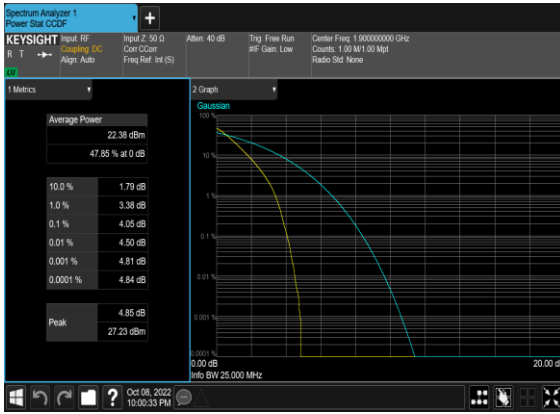 Spectrum Analyzer 1
Power Stat CCDF
KEYSIGHT
R T
LV
Input: RF
Coupling: DC
Align: Auto
Input Z: 50 Ω
Corr CCorr
Freq Ref: Int (S)
Atten: 40 dB
Trig: Free Run
#IF Gain: Low
Center Freq: 1.900000000 GHz
Counts: 1.00 M/1.00 Mpt
Radio Std: None
1 Metrics
Average Power
22.38 dBm
47.85 % at 0 dB
10.0 % 1.79 dB
1.0 % 3.38 dB
0.1 % 4.05 dB
0.01 % 4.50 dB
0.001 % 4.81 dB
0.0001 % 4.84 dB
Peak
4.85 dB
27.23 dBm
2 Graph
Gaussian
100 %
10 %
1 %
0.1 %
0.01 %
0.001 %
0.0001 %
0.00 dB
20.00 d
Info BW 25.000 MHz
?
Oct 08, 2022
10:00:33 PM